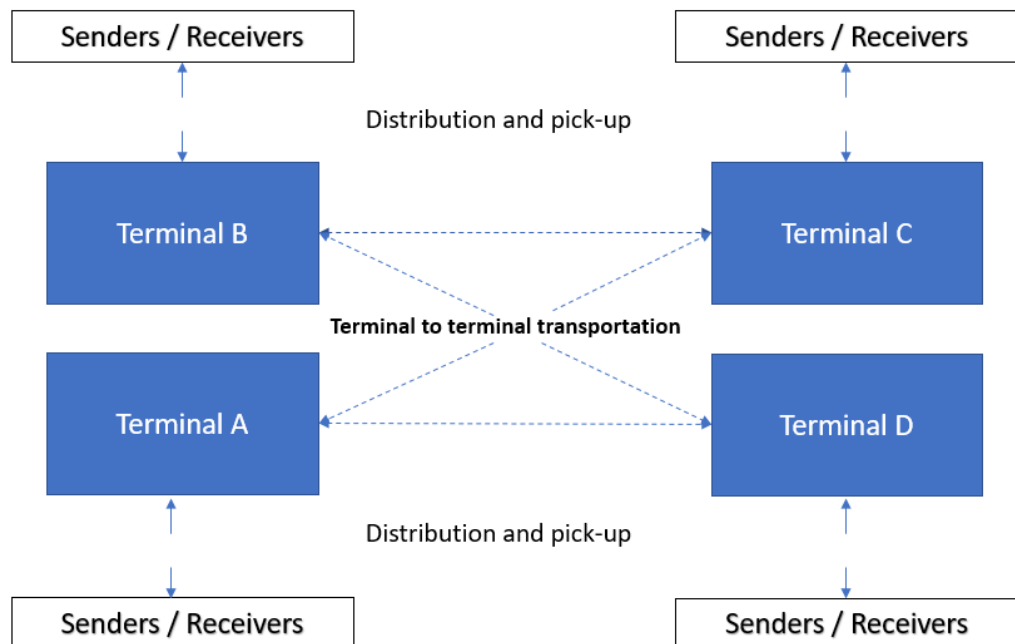 Senders / Receivers
Senders / Receivers
Distribution and pick-up
Terminal B
Terminal C
Terminal to terminal transportation
Terminal A
Terminal D
Distribution and pick-up
Senders / Receivers
Senders / Receivers